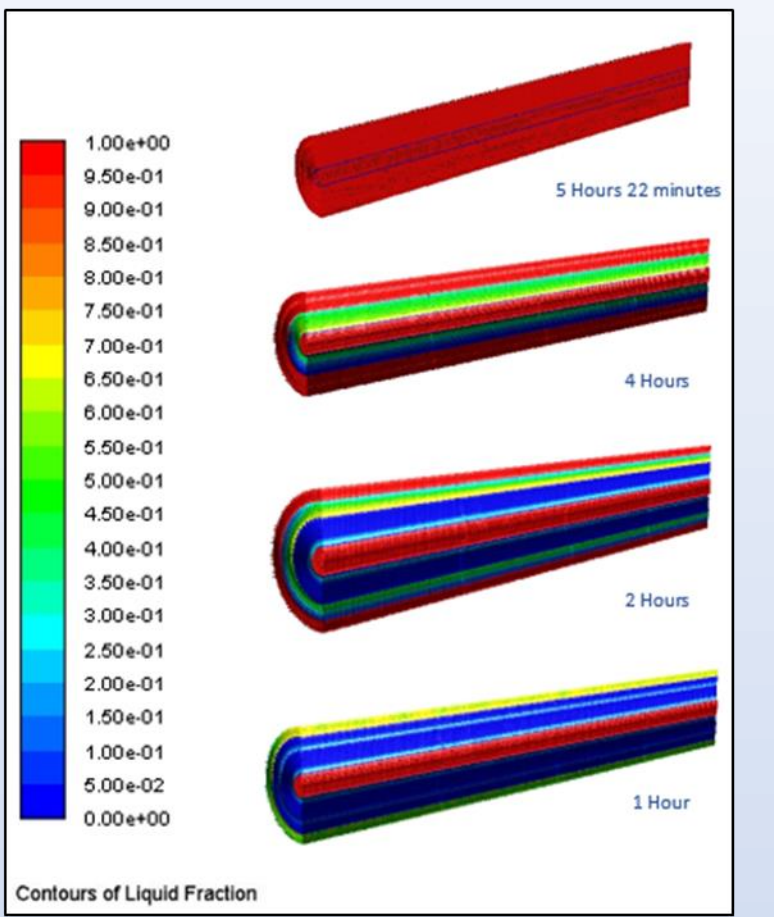 1.00e+00
9.50e-01
9.00e-01
8.50e-01
8.00e-01
7.50e-01
7.00e-01
6.50e-01
6.00e-01
5.50e-01
5.00e-01
4.50e-01
4.00e-01
3.50e-01
3.00e-01
2.50e-01
2.00e-01
1.50e-01
1.00e-01
5.00e-02
0.00e+00
5 Hours 22 minutes
4 Hours
2 Hours
1 Hour
Contours of Liquid Fraction